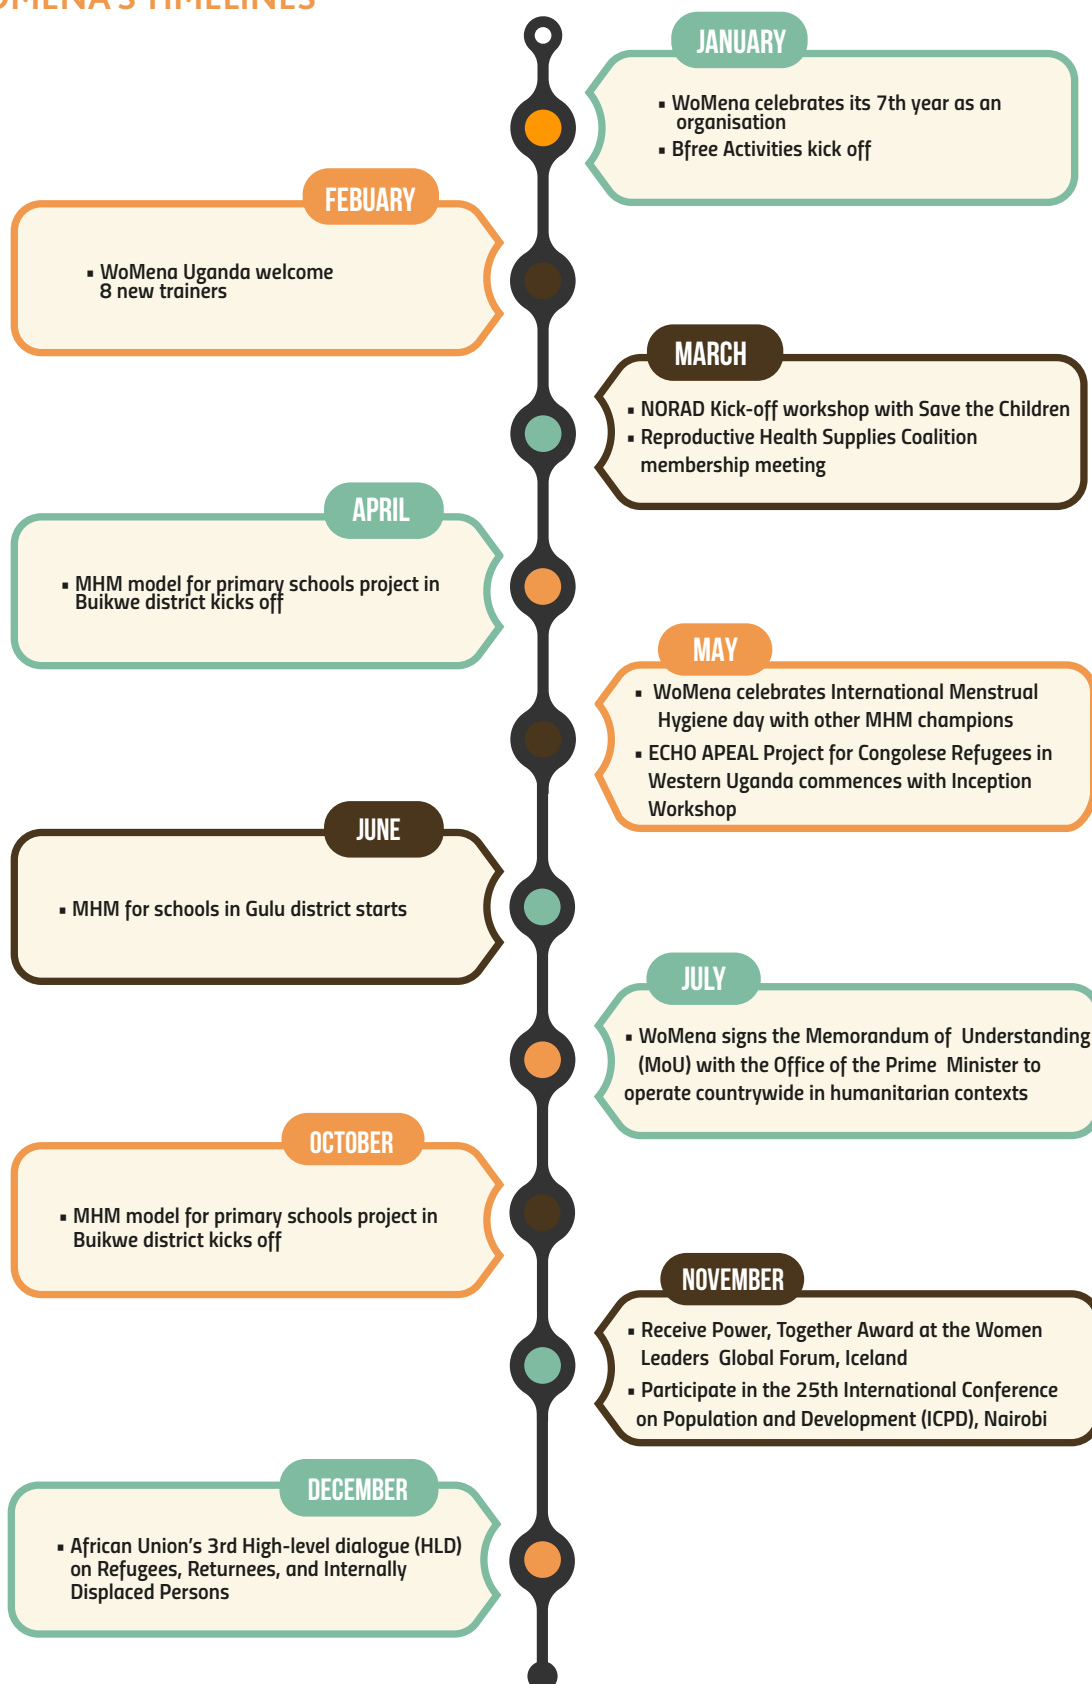 TIMELINES
JANUARY
▪ WoMena celebrates its 7th year as an
organisation
▪ Bfree Activities kick off
FEBUARY
▪ WoMena Uganda welcome
8 new trainers
MARCH
▪ NORAD Kick-off workshop with Save the Children
▪ Reproductive Health Supplies Coalition
membership meeting
APRIL
▪ MHM model for primary schools project in
Buikwe district kicks off
MAY
▪ WoMena celebrates International Menstrual
Hygiene day with other MHM champions
▪ ECHO APEAL Project for Congolese Refugees in
Western Uganda commences with Inception
Workshop
JUNE
▪ MHM for schools in Gulu district starts
JULY
▪ WoMena signs the Memorandum of Understanding
(MoU) with the Office of the Prime Minister to
operate countrywide in humanitarian contexts
OCTOBER
▪ MHM model for primary schools project in
Buikwe district kicks off
NOVEMBER
▪ Receive Power, Together Award at the Women
Leaders Global Forum, Iceland
▪ Participate in the 25th International Conference
on Population and Development (ICPD), Nairobi
DECEMBER
▪ African Union's 3rd High-level dialogue (HLD)
on Refugees, Returnees, and Internally
Displaced Persons